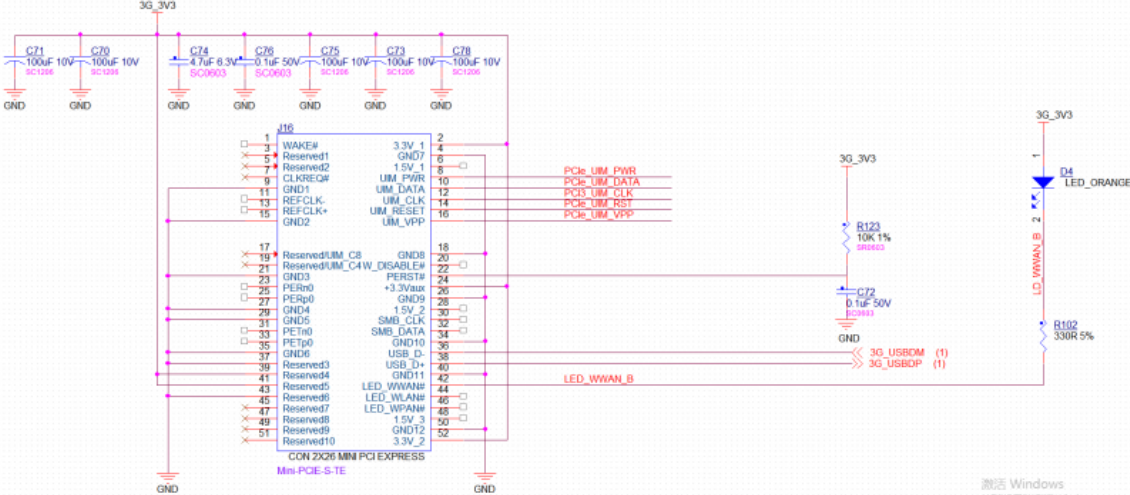 3G_3V3
C71
100uF 10V
SC1206
GND
C70
100uF 10V
SC1206
GND
C74
4.7uF 6.3V
SC0603
GND
C76
0.1uF 50V
SC0603
GND
C75
100uF 10V
SC1206
GND
C73
100uF 10V
SC1206
GND
C78
100uF 10V
SC1206
GND
J16
1 WAKE#
3 Reserved1
5 Reserved2
7 CLKREQ#
9 GND1
11 REFCLK-
13 REFCLK+
15 GND2
17 Reserved/UIM_C8
19 Reserved/UIM_C4
21 GND3
23 PERn0
25 PERp0
27 GND4
29 GND5
31 PETn0
33 PETp0
35 GND6
37 Reserved3
39 Reserved4
41 Reserved5
43 Reserved6
45 Reserved7
47 Reserved8
49 Reserved9
51 Reserved10
3.3V_1 2
GND7 4
1.5V_1 6
UIM_PWR 8
UIM_DATA 10
UIM_CLK 12
UIM_RESET 14
UIM_VPP 16
GND8 18
W_DISABLE# 20
PERST# 22
+3.3Vaux 24
GND9 26
1.5V_2 28
SMB_CLK 30
SMB_DATA 32
GND10 34
USB_D- 36
USB_D+ 38
GND11 40
LED_WWAN# 42
LED_WLAN# 44
LED_WPAN# 46
1.5V_3 48
GND12 50
3.3V_2 52
CON 2X26 MINI PCI EXPRESS
Mini-PCIE-S-TE
GND
GND
PCIe_UIM_PWR
PCIe_UIM_DATA
PCI3_UIM_CLK
PCIe_UIM_RST
PCIe_UIM_VPP
3G_3V3
R123
10K 1%
SR0603
C72
0.1uF 50V
SC0603
GND
3G_USBDM (1)
3G_USBDP (1)
LED_WWAN_B
3G_3V3
1
D4
LED_ORANGE
2
LD_WWAN_B
R102
330R 5%
激活 Windows